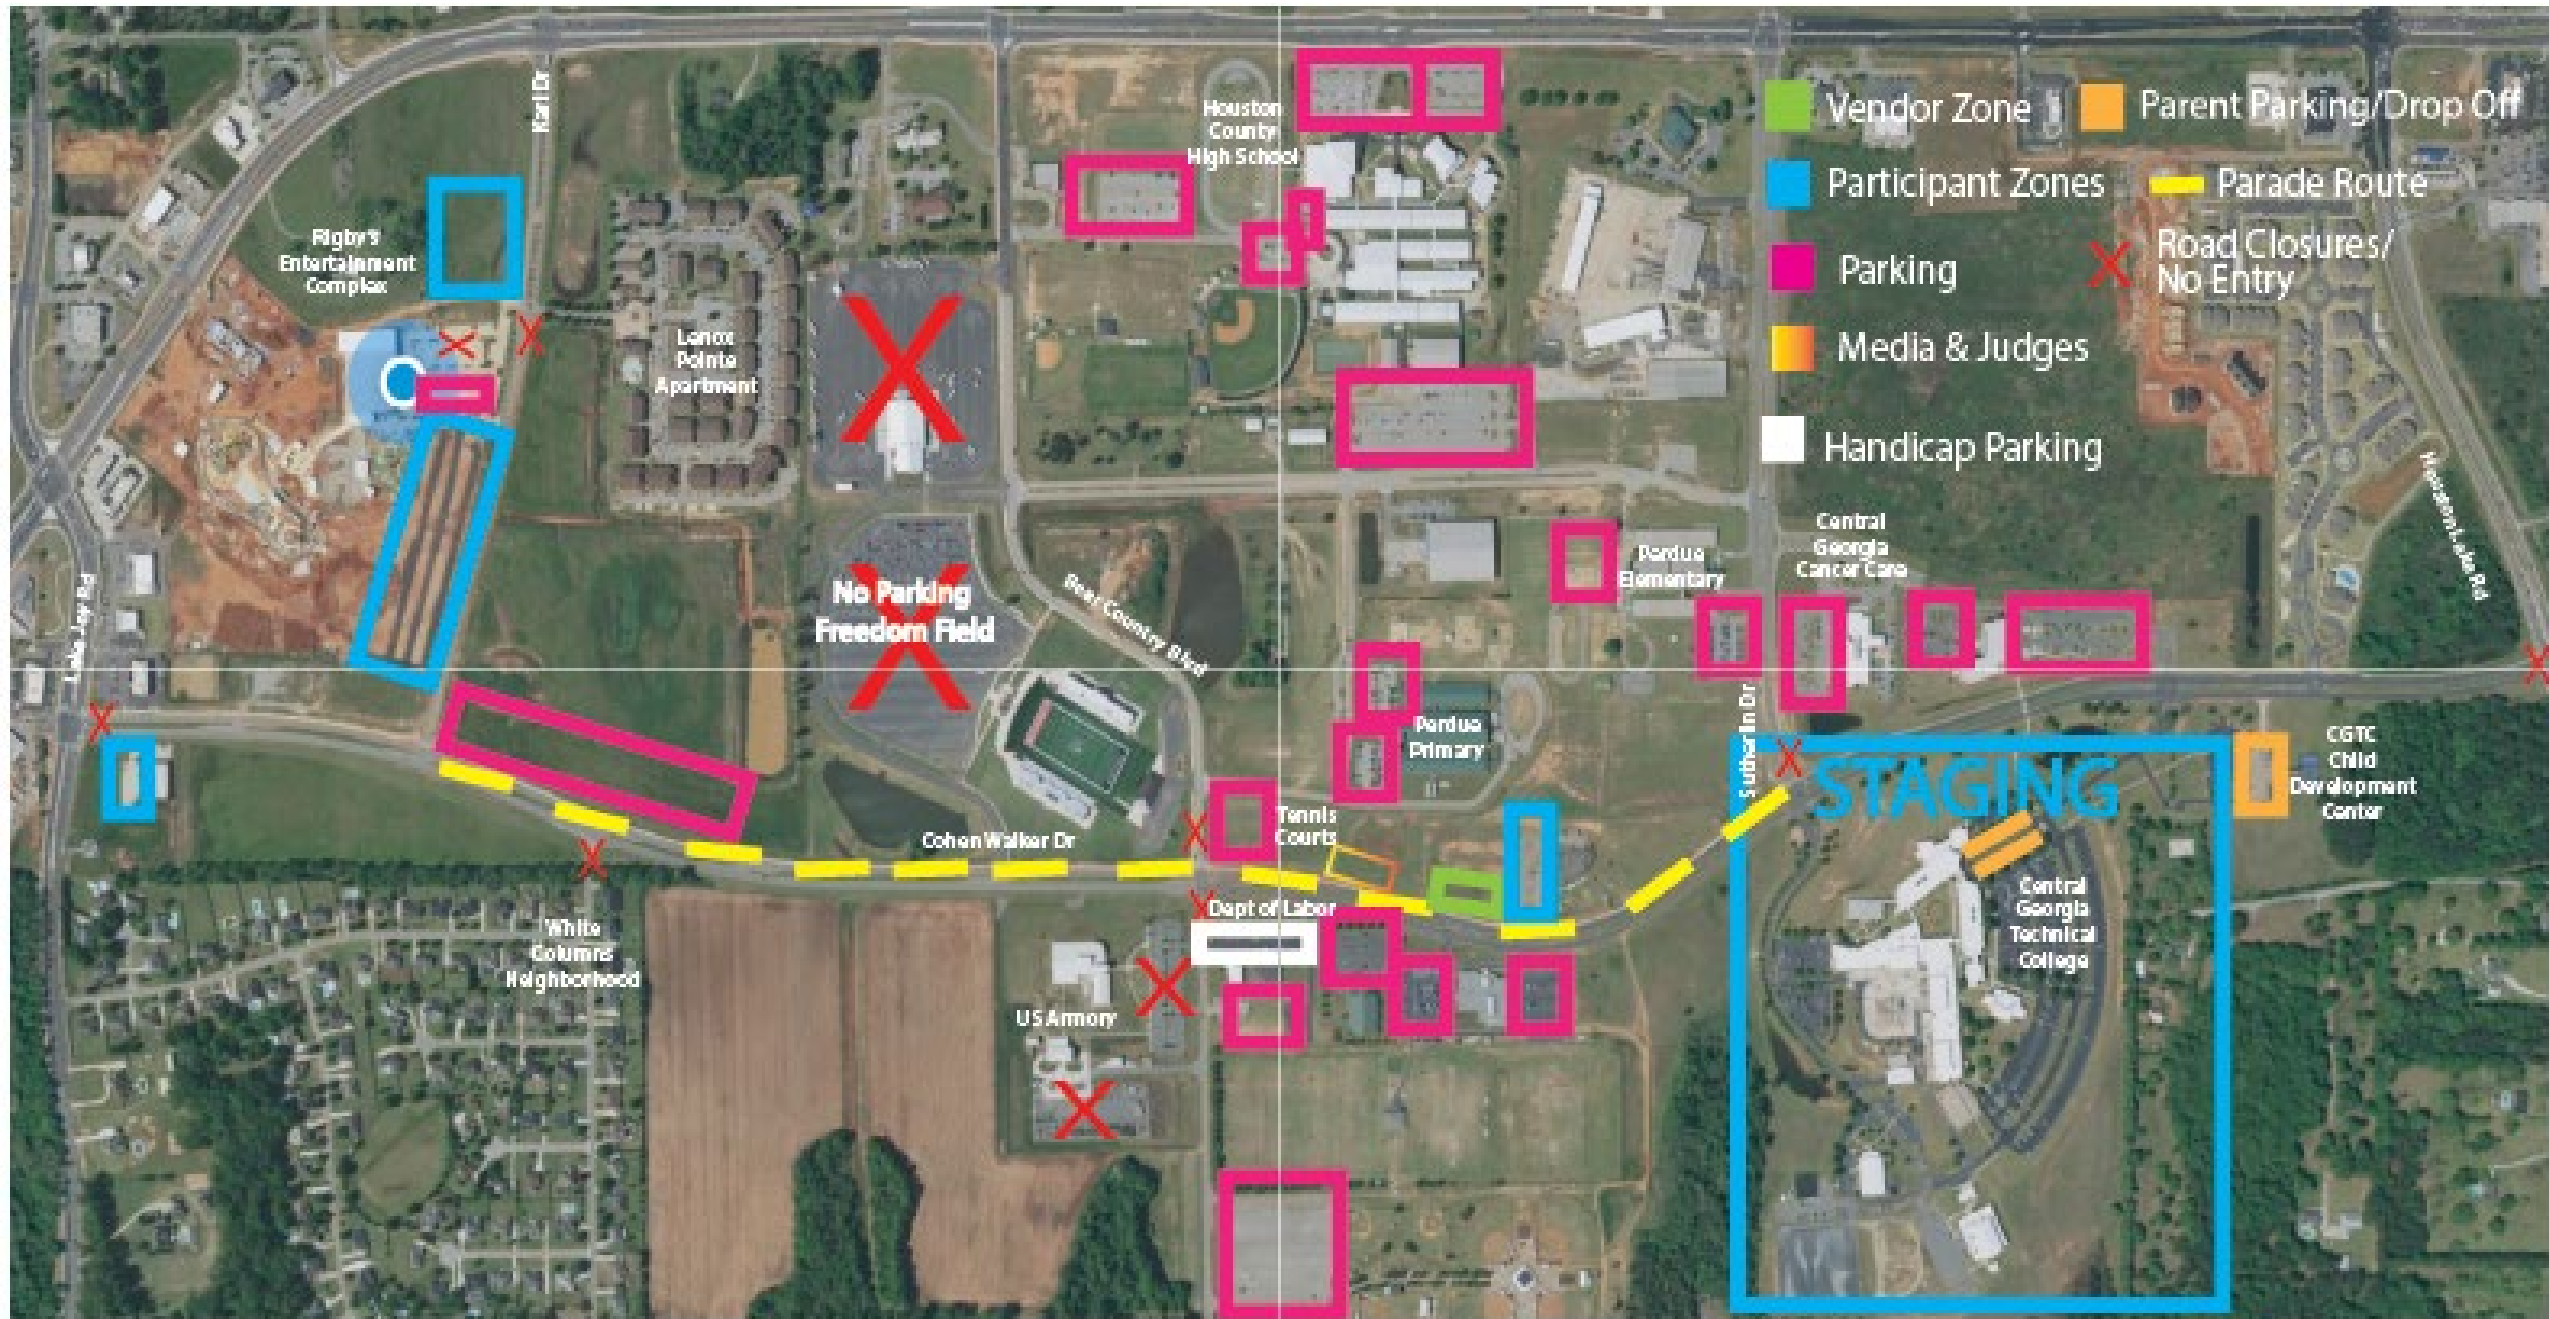 Karl Dr
Houston
County
High School
Vendor Zone
Parent Parking/Drop Off
Participant Zones
Parade Route
Parking
Road Closures/
No Entry
Media & Judges
Handicap Parking
Rigby's
Entertainment
Complex
Lenox
Pointe
Apartment
No Parking
Freedom Field
Bear Country Blvd
Perdue
Elementary
Central
Georgia
Cancer Care
Houston Lake Rd
Lake Joy Rd
Perdue
Primary
Sutherlin Dr
STAGING
CGTC
Child
Development
Center
Tennis
Courts
Cohen Walker Dr
Dept of Labor
White
Columns
Neighborhood
US Armory
Central
Georgia
Technical
College